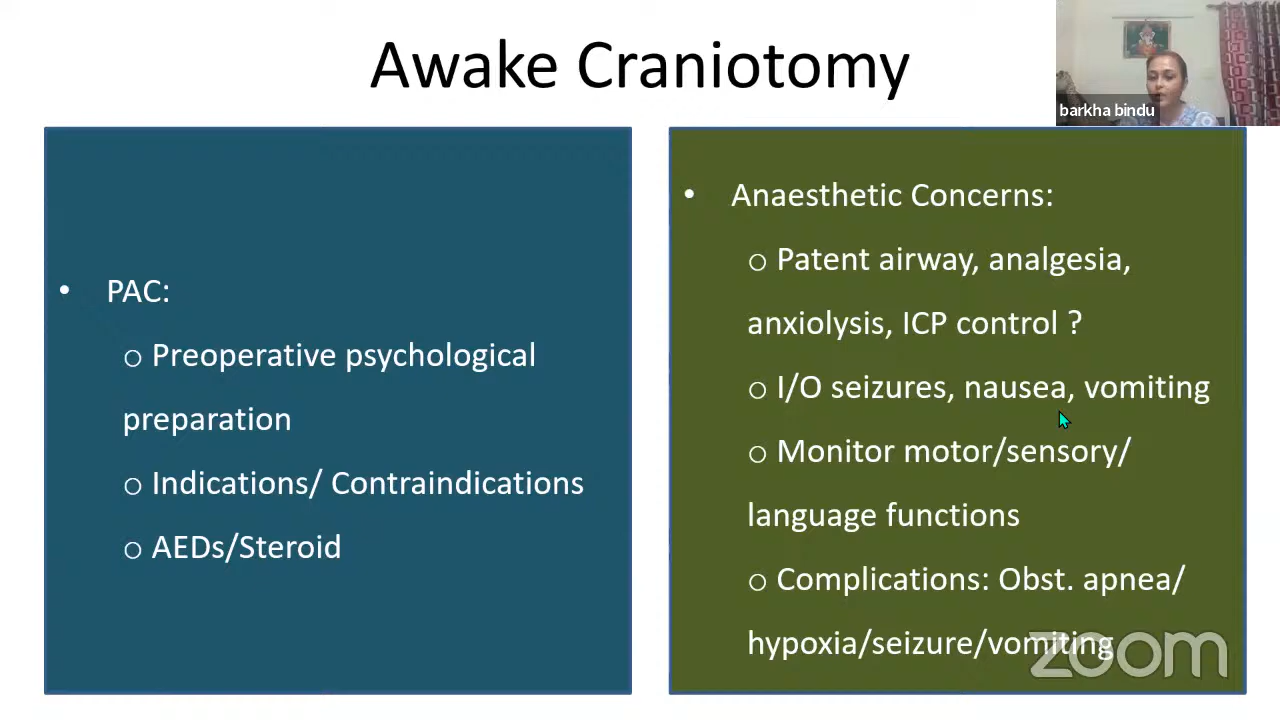 Awake Craniotomy
barkha bindu
• PAC:
o Preoperative psychological
preparation
o Indications/ Contraindications
o AEDs/Steroid
• Anaesthetic Concerns:
o Patent airway, analgesia,
anxiolysis, ICP control ?
o I/O seizures, nausea, vomiting
o Monitor motor/sensory/
language functions
o Complications: Obst. apnea/
hypoxia/seizure/vomiting
zoom